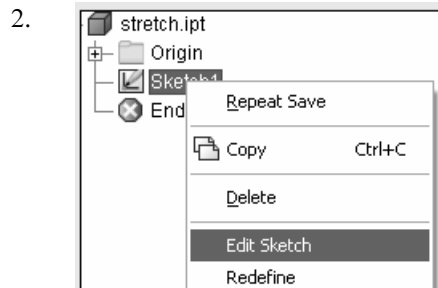 2.
stretch.ipt
Origin
Sketch1
End
Repeat Save
Copy Ctrl+C
Delete
Edit Sketch
Redefine